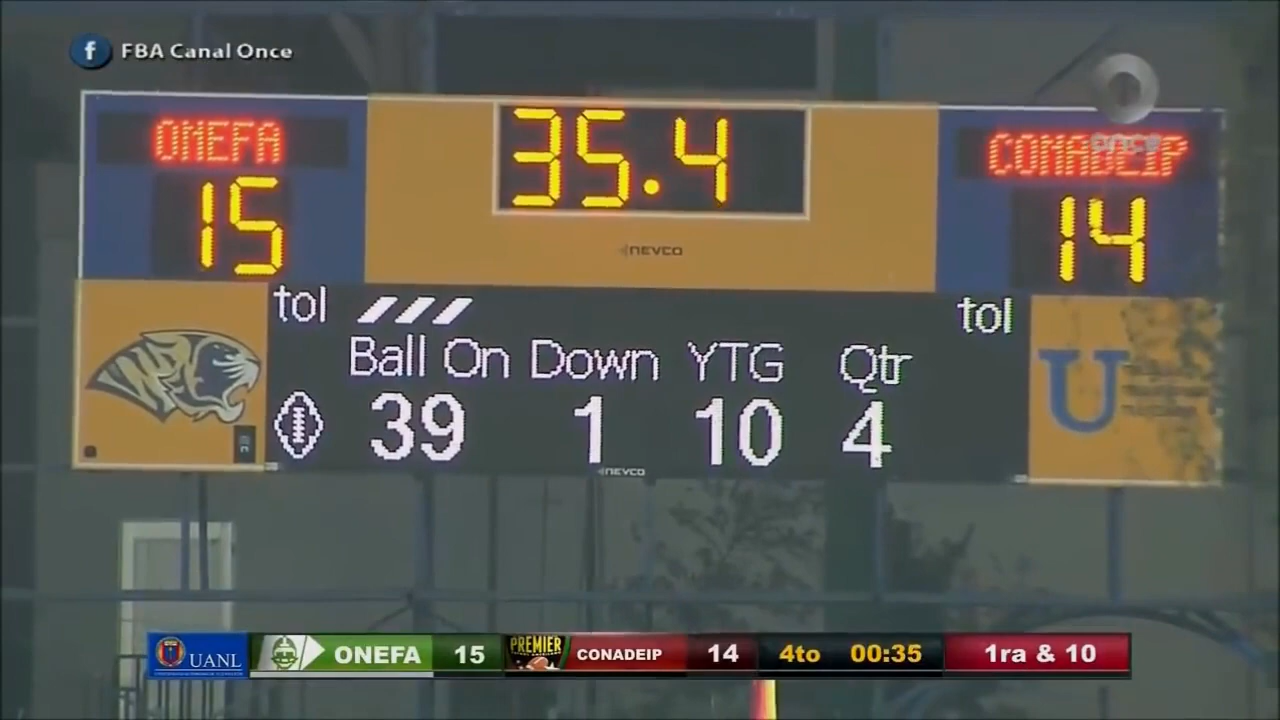 f FBA Canal Once
ONEFA
15
35.4
NEVCO
CONADEIP
once
14
tol
tol
Ball On Down YTG Qtr
39 1 10 4
NEVCO
U
UANL ONEFA 15 PREMIER CONADEIP 14 4to 00:35 1ra & 10